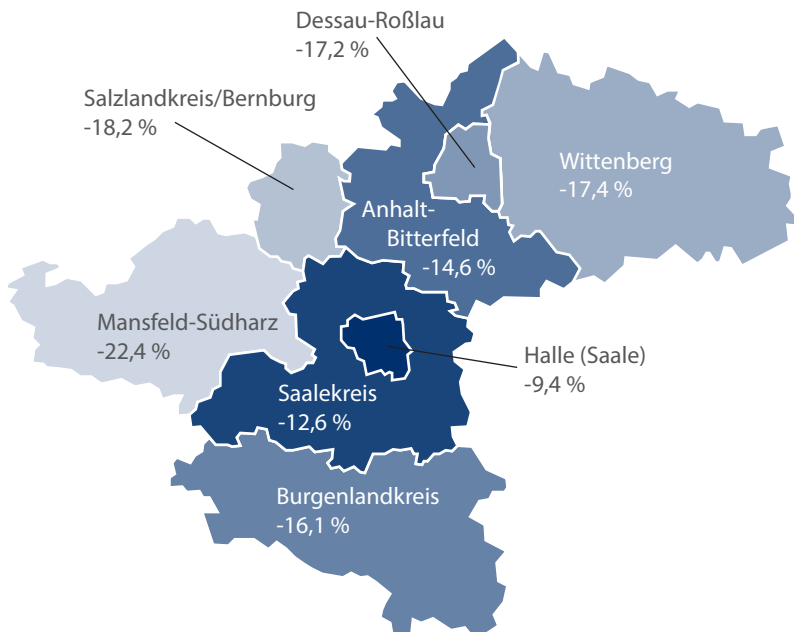 Dessau-Roßlau
-17,2 %
Salzlandkreis/Bernburg
-18,2 %
Wittenberg
-17,4 %
Anhalt-
Bitterfeld
-14,6 %
Mansfeld-Südharz
-22,4 %
Halle (Saale)
-9,4 %
Saalekreis
-12,6 %
Burgenlandkreis
-16,1 %